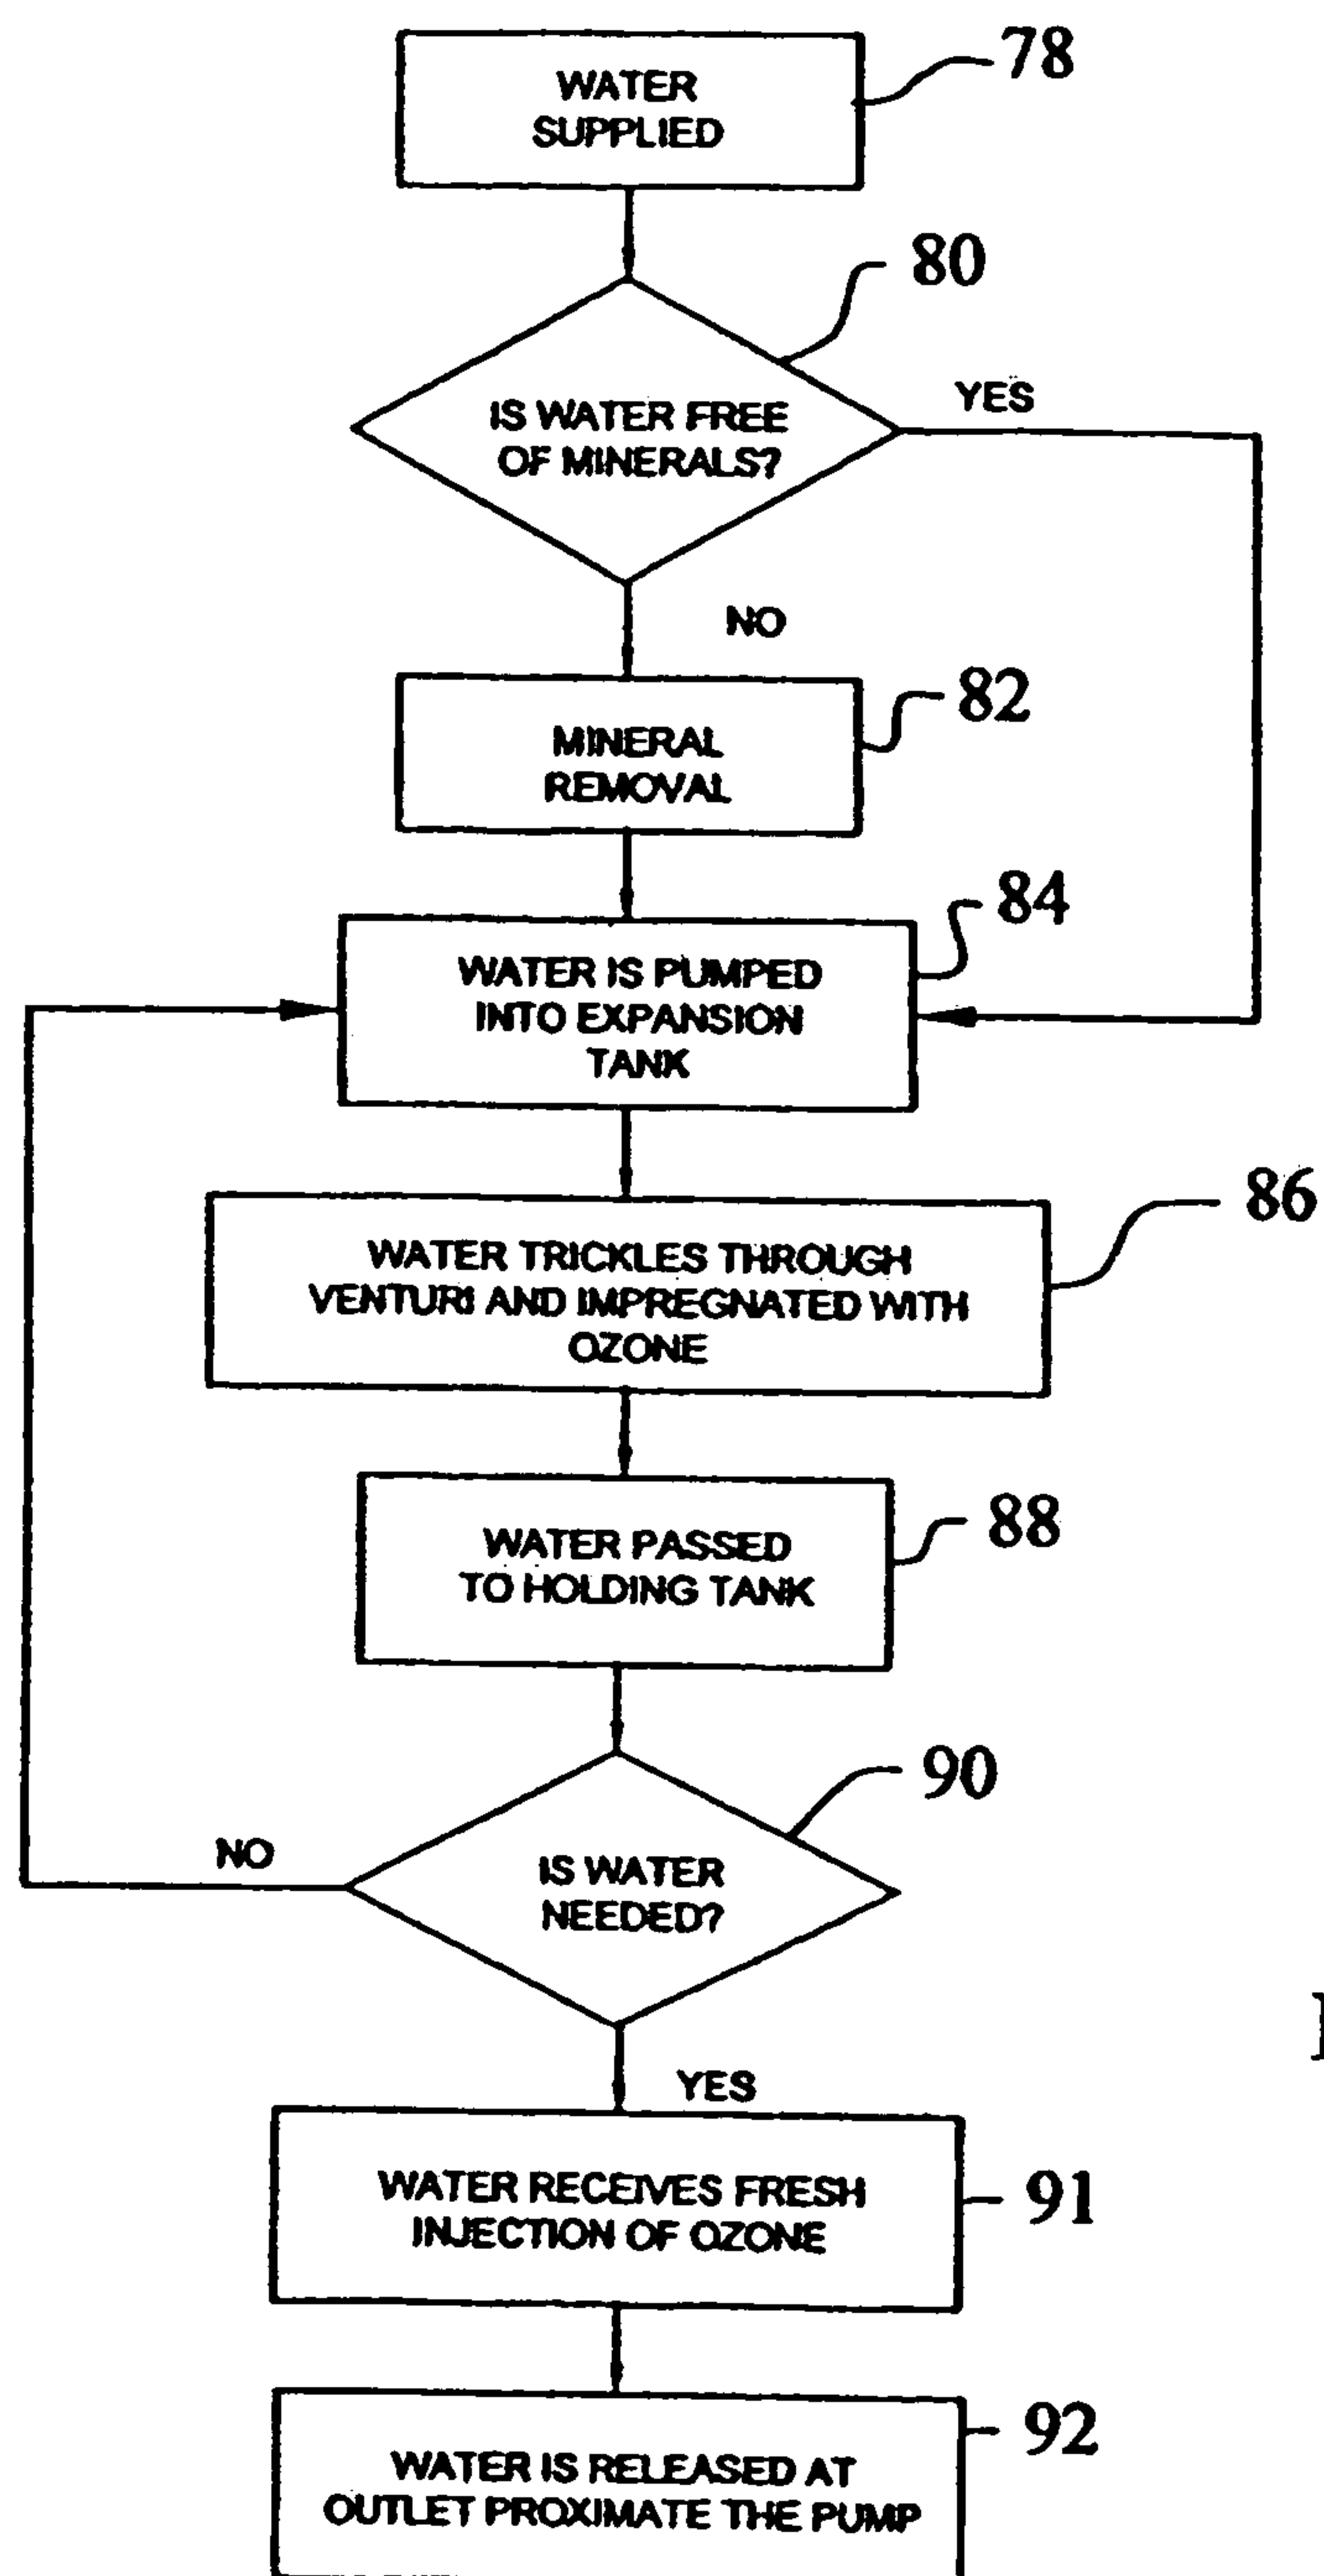 WATER
SUPPLIED
78
80
IS WATER FREE
OF MINERALS?
YES
NO
MINERAL
REMOVAL
82
84
WATER IS PUMPED
INTO EXPANSION
TANK
86
WATER TRICKLES THROUGH
VENTURI AND IMPREGNATED WITH
OZONE
88
WATER PASSED
TO HOLDING TANK
90
NO
IS WATER
NEEDED?
YES
WATER RECEIVES FRESH
INJECTION OF OZONE
91
92
WATER IS RELEASED AT
OUTLET PROXIMATE THE PUMP